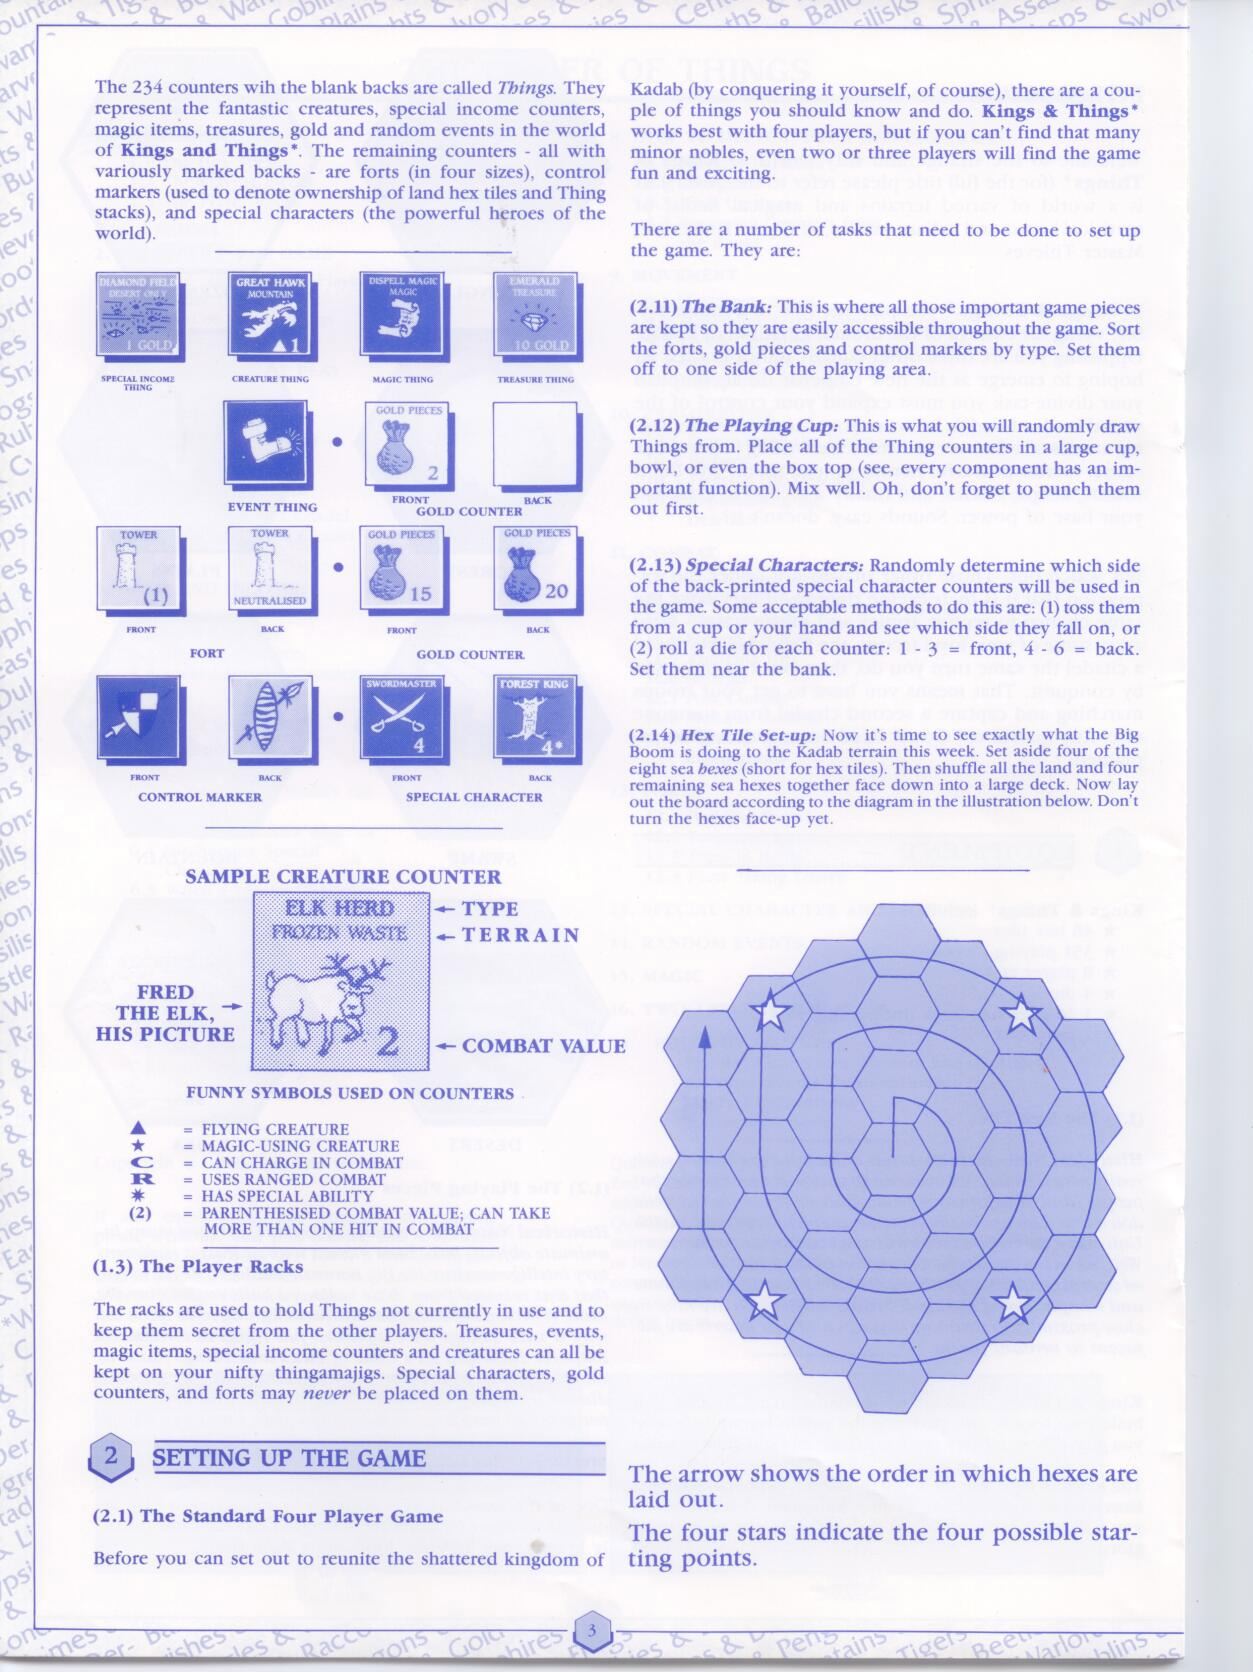 The 234 counters wih the blank backs are called Things. They
represent the fantastic creatures, special income counters,
magic items, treasures, gold and random events in the world
of Kings and Things*. The remaining counters - all with
variously marked backs - are forts (in four sizes), control
markers (used to denote ownership of land hex tiles and Thing
stacks), and special characters (the powerful heroes of the
world).
DIAMOND FIELD
DESERT ONLY
1 GOLD
GREAT HAWK
MOUNTAIN
▲1
DISPELL MAGIC
MAGIC
EMERALD
TREASURE
10 GOLD
SPECIAL INCOME
THING
CREATURE THING
MAGIC THING
TREASURE THING
GOLD PIECES
2
EVENT THING
FRONT
BACK
GOLD COUNTER
TOWER
(1)
TOWER
NEUTRALISED
GOLD PIECES
15
GOLD PIECES
20
FRONT
BACK
FRONT
BACK
FORT
GOLD COUNTER
SWORDMASTER
4
FOREST KING
4*
FRONT
BACK
FRONT
BACK
CONTROL MARKER
SPECIAL CHARACTER
SAMPLE CREATURE COUNTER
ELK HERD
← TYPE
FROZEN WASTE
← TERRAIN
FRED
THE ELK, →
HIS PICTURE
2
← COMBAT VALUE
FUNNY SYMBOLS USED ON COUNTERS
▲ = FLYING CREATURE
★ = MAGIC-USING CREATURE
C = CAN CHARGE IN COMBAT
R = USES RANGED COMBAT
* = HAS SPECIAL ABILITY
(2) = PARENTHESISED COMBAT VALUE; CAN TAKE
MORE THAN ONE HIT IN COMBAT
(1.3) The Player Racks
The racks are used to hold Things not currently in use and to
keep them secret from the other players. Treasures, events,
magic items, special income counters and creatures can all be
kept on your nifty thingamajigs. Special characters, gold
counters, and forts may never be placed on them.
2 SETTING UP THE GAME
(2.1) The Standard Four Player Game
Before you can set out to reunite the shattered kingdom of
Kadab (by conquering it yourself, of course), there are a cou-
ple of things you should know and do. Kings & Things*
works best with four players, but if you can't find that many
minor nobles, even two or three players will find the game
fun and exciting.
There are a number of tasks that need to be done to set up
the game. They are:
(2.11) The Bank: This is where all those important game pieces
are kept so they are easily accessible throughout the game. Sort
the forts, gold pieces and control markers by type. Set them
off to one side of the playing area.
(2.12) The Playing Cup: This is what you will randomly draw
Things from. Place all of the Thing counters in a large cup,
bowl, or even the box top (see, every component has an im-
portant function). Mix well. Oh, don't forget to punch them
out first.
(2.13) Special Characters: Randomly determine which side
of the back-printed special character counters will be used in
the game. Some acceptable methods to do this are: (1) toss them
from a cup or your hand and see which side they fall on, or
(2) roll a die for each counter: 1 - 3 = front, 4 - 6 = back.
Set them near the bank.
(2.14) Hex Tile Set-up: Now it's time to see exactly what the Big
Boom is doing to the Kadab terrain this week. Set aside four of the
eight sea hexes (short for hex tiles). Then shuffle all the land and four
remaining sea hexes together face down into a large deck. Now lay
out the board according to the diagram in the illustration below. Don't
turn the hexes face-up yet.
The arrow shows the order in which hexes are
laid out.
The four stars indicate the four possible star-
ting points.
3